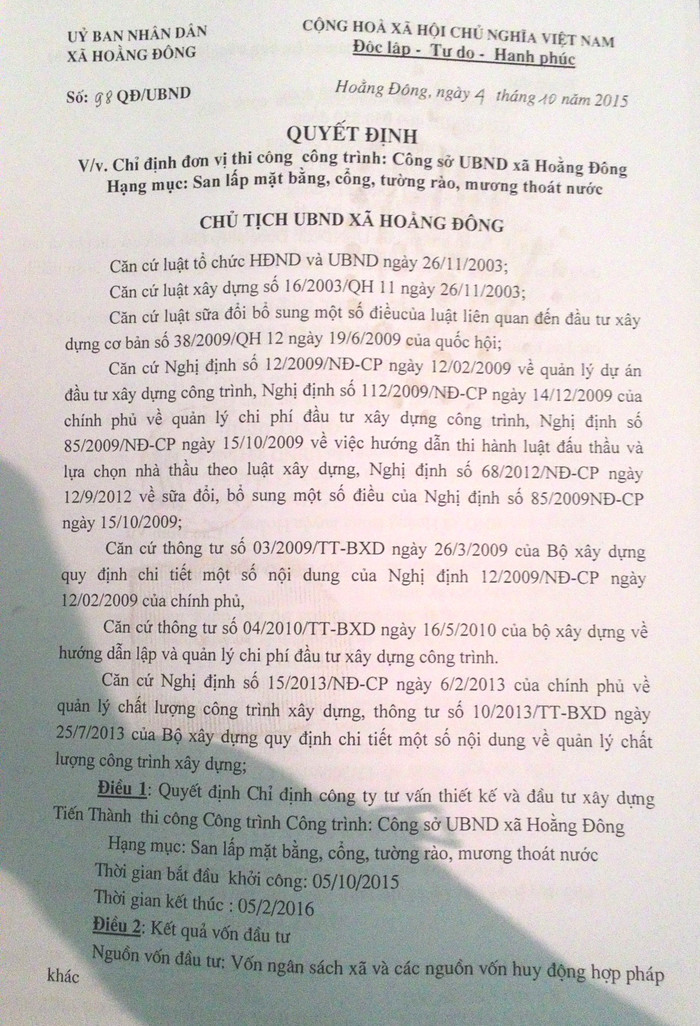 UỶ BAN NHÂN DÂN
XÃ HOẰNG ĐÔNG
Số: 98 QĐ/UBND
CỘNG HOÀ XÃ HỘI CHỦ NGHĨA VIỆT NAM
Độc lập - Tư do - Hanh phúc
Hoằng Đông, ngày 4 tháng 10 năm 2015
QUYẾT ĐỊNH
V/v. Chỉ định đơn vị thi công công trình: Công sở UBND xã Hoằng Đông
Hạng mục: San lấp mặt bằng, cổng, tường rào, mương thoát nước
CHỦ TỊCH UBND XÃ HOẰNG ĐÔNG
Căn cứ luật tổ chức HĐND và UBND ngày 26/11/2003;
Căn cứ luật xây dựng số 16/2003/QH 11 ngày 26/11/2003;
Căn cứ luật sữa đổi bổ sung một số điềucủa luật liên quan đến đầu tư xây
dựng cơ bản số 38/2009/QH 12 ngày 19/6/2009 của quốc hội;
Căn cứ Nghị định số 12/2009/NĐ-CP ngày 12/02/2009 về quản lý dự án
đầu tư xây dựng công trình, Nghị định số 112/2009/NĐ-CP ngày 14/12/2009 của
chính phủ về quản lý chi phí đầu tư xây dựng công trình, Nghị định số
85/2009/NĐ-CP ngày 15/10/2009 về việc hướng dẫn thi hành luật đấu thầu và
lựa chọn nhà thầu theo luật xây dựng, Nghị định số 68/2012/NĐ-CP ngày
12/9/2012 về sữa đổi, bổ sung một số điều của Nghị định số 85/2009NĐ-CP
ngày 15/10/2009;
Căn cứ thông tư số 03/2009/TT-BXD ngày 26/3/2009 của Bộ xây dựng
quy định chi tiết một số nội dung của Nghị định 12/2009/NĐ-CP ngày
12/02/2009 của chính phủ,
Căn cứ thông tư số 04/2010/TT-BXD ngày 16/5/2010 của bộ xây dựng về
hướng dẫn lập và quản lý chi phí đầu tư xây dựng công trình.
Căn cứ Nghị định số 15/2013/NĐ-CP ngày 6/2/2013 của chính phủ về
quản lý chất lượng công trình xây dựng, thông tư số 10/2013/TT-BXD ngày
25/7/2013 của Bộ xây dựng quy định chi tiết một số nội dung về quản lý chất
lượng công trình xây dựng;
Điều 1: Quyết định Chỉ định công ty tư vấn thiết kế và đầu tư xây dựng
Tiến Thành thi công Công trình Công trình: Công sở UBND xã Hoằng Đông
Hạng mục: San lấp mặt bằng, cổng, tường rào, mương thoát nước
Thời gian bắt đầu khởi công: 05/10/2015
Thời gian kết thúc : 05/2/2016
Điều 2: Kết quả vốn đầu tư
Nguồn vốn đầu tư: Vốn ngân sách xã và các nguồn vốn huy động hợp pháp
khác